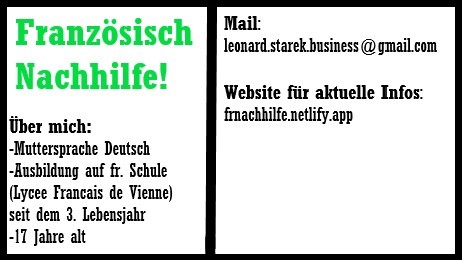 Französisch
Nachhilfe!
Über mich:
-Muttersprache Deutsch
-Ausbildung auf fr. Schule
(Lycee Francais de Vienne)
seit dem 3. Lebensjahr
-17 Jahre alt
Mail:
leonard.starek.business@gmail.com
Website für aktuelle Infos:
frnachhilfe.netlify.app